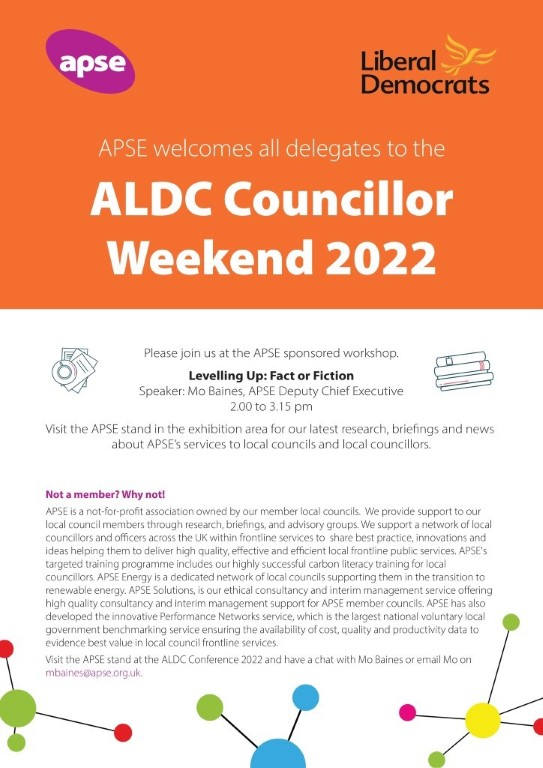 apse
Liberal
Democrats
APSE welcomes all delegates to the
ALDC Councillor
Weekend 2022
Please join us at the APSE sponsored workshop.
Levelling Up: Fact or Fiction
Speaker: Mo Baines, APSE Deputy Chief Executive
2.00 to 3.15 pm
Visit the APSE stand in the exhibition area for our latest research, briefings and news
about APSE's services to local councils and local councillors.
Not a member? Why not!
APSE is a not-for-profit association owned by our member local councils. We provide support to our
local council members through research, briefings, and advisory groups. We support a network of local
councillors and officers across the UK within frontline services to share best practice, innovations and
ideas helping them to deliver high quality, effective and efficient local frontline public services. APSE's
targeted training programme includes our highly successful carbon literacy training for local
councillors. APSE Energy is a dedicated network of local councils supporting them in the transition to
renewable energy. APSE Solutions, is our ethical consultancy and interim management service offering
high quality consultancy and interim management support for APSE member councils. APSE has also
developed the innovative Performance Networks service, which is the largest national voluntary local
government benchmarking service ensuring the availability of cost, quality and productivity data to
evidence best value in local council frontline services.
Visit the APSE stand at the ALDC Conference 2022 and have a chat with Mo Baines or email Mo on
mbaines@apse.org.uk.